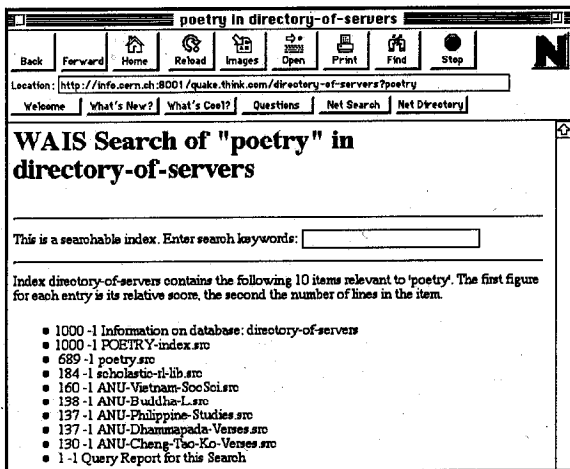 poetry in directory-of-servers
Back Forward Home Reload Images Open Print Find Stop N
Location: http://info.cern.ch:8001/quake.think.com/directory-of-servers?poetry
Welcome What's New? What's Cool? Questions Net Search Net Directory
WAIS Search of "poetry" in
directory-of-servers
This is a searchable index. Enter search keywords:
Index directory-of-servers contains the following 10 items relevant to 'poetry'. The first figure
for each entry is its relative score, the second the number of lines in the item.
1000 -1 Information on database: directory-of-servers
1000 -1 POETRY-index.src
689 -1 poetry.src
184 -1 scholastic-rl-lib.src
160 -1 ANU-Vietnam-SocSci.src
138 -1 ANU-Buddha-L.src
137 -1 ANU-Philippine-Studies.src
137 -1 ANU-Dhammapada-Verses.src
130 -1 ANU-Cheng-Tao-Ko-Verses.src
1 -1 Query Report for this Search